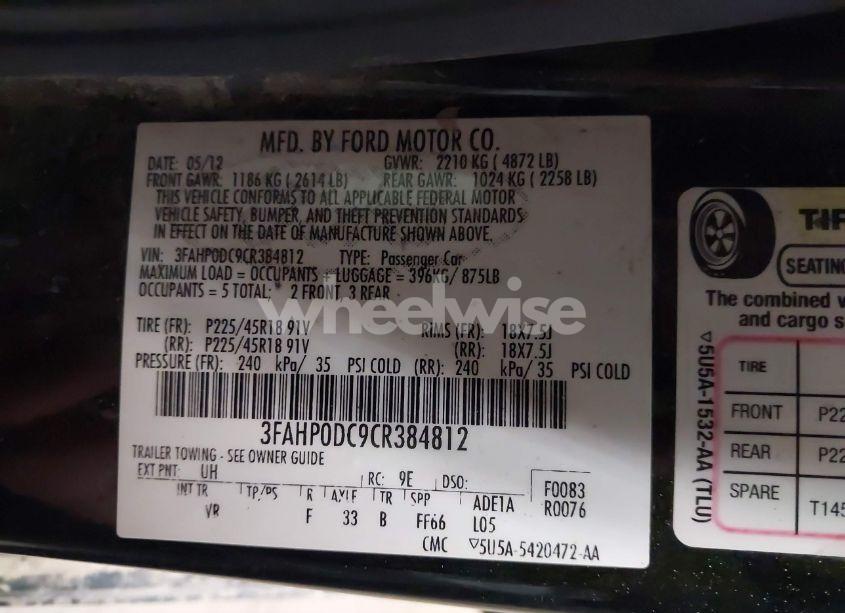 MFD. BY FORD MOTOR CO.
DATE: 05/12 GVWR: 2210 KG ( 4872 LB)
FRONT GAWR: 1186 KG ( 2614 LB) REAR GAWR: 1024 KG ( 2258 LB)
THIS VEHICLE CONFORMS TO ALL APPLICABLE FEDERAL MOTOR
VEHICLE SAFETY, BUMPER, AND THEFT PREVENTION STANDARDS
IN EFFECT ON THE DATE OF MANUFACTURE SHOWN ABOVE.
VIN: 3FAHP0DC9CR384812 TYPE: Passenger Car
MAXIMUM LOAD = OCCUPANTS + LUGGAGE = 396KG/ 875LB
OCCUPANTS = 5 TOTAL; 2 FRONT, 3 REAR
wheelwise
TIRE (FR): P225/45R18 91V RIMS (FR): 18X7.5J
(RR): P225/45R18 91V (RR): 18X7.5J
PRESSURE (FR): 240 kPa/ 35 PSI COLD (RR): 240 kPa/ 35 PSI COLD
3FAHP0DC9CR384812
TRAILER TOWING - SEE OWNER GUIDE
EXT PNT: UH RC: 9E DSO: F0083
INT TR TP/PS R AXLE TR SPP ADE1A R0076
VR F 33 B FF66 L05
CMC ▽5U5A-5420472-AA
SEATING
The combined
and cargo
TIRE
FRONT P22
REAR P22
SPARE T145
▽5U5A-1532-AA (TLU)